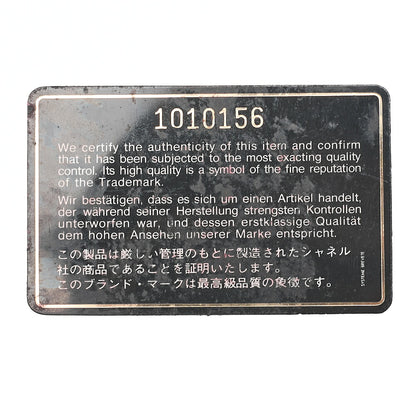 1010156
We certify the authenticity of this item and confirm
that it has been subjected to the most exacting quality
control. Its high quality is a symbol of the fine reputation
of the Trademark.
Wir bestätigen, dass es sich um einen Artikel handelt,
der während seiner Herstellung strengsten Kontrollen
unterworfen war, und dessen erstklassige Qualität
dem hohen Ansehen unserer Marke entspricht.
この製品は厳しい管理のもとに製造されたシャネル
社の商品であることを証明いたします。
このブランド・マークは最高級品質の象徴です。